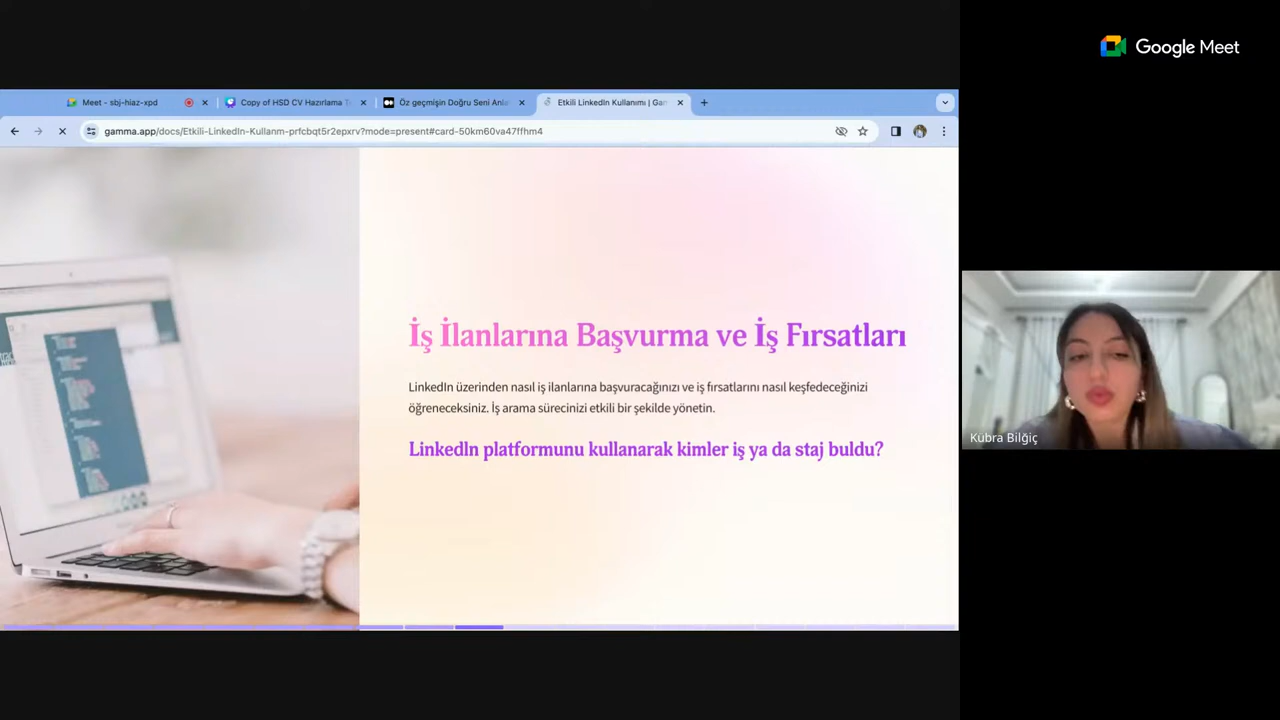 Google Meet
Meet - sbj-hiaz-xpd
Copy of HSD CV Hazırlama T
Öz geçmişin Doğru Seni Anla
Etkili LinkedIn Kullanımı | Gam
gamma.app/docs/Etkili-LinkedIn-Kullanm-prfcbqt5r2epxrv?mode=present#card-50km60va47ffhm4
İş İlanlarına Başvurma ve İş Fırsatları
LinkedIn üzerinden nasıl iş ilanlarına başvuracağınızı ve iş fırsatlarını nasıl keşfedeceğinizi
öğreneceksiniz. İş arama sürecinizi etkili bir şekilde yönetin.
LinkedIn platformunu kullanarak kimler iş ya da staj buldu?
Kübra Bilğiç